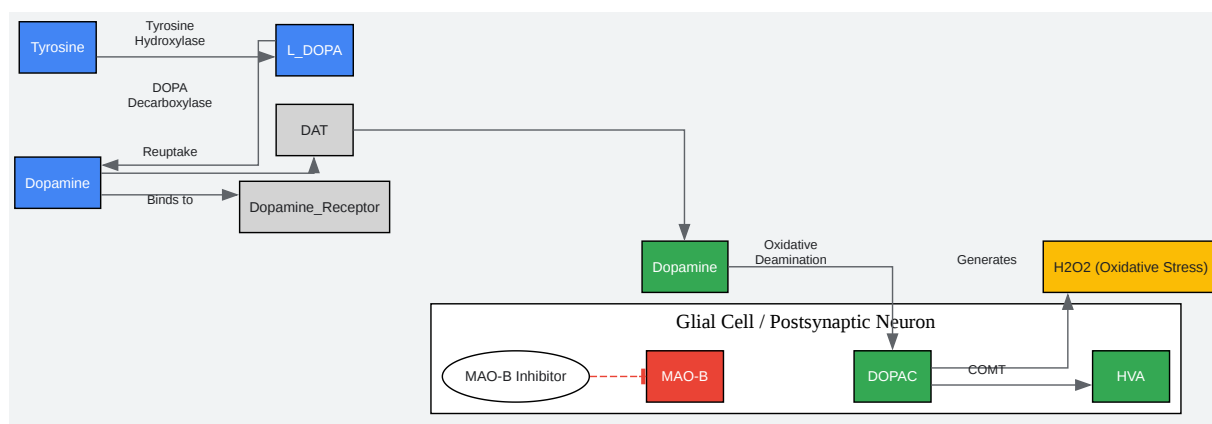 Tyrosine
Hydroxylase
Tyrosine
L_DOPA
DOPA
Decarboxylase
DAT
Reuptake
Dopamine
Binds to
Dopamine_Receptor
Dopamine
Oxidative
Deamination
Generates
H2O2 (Oxidative Stress)
Glial Cell / Postsynaptic Neuron
MAO-B Inhibitor
MAO-B
DOPAC
COMT
HVA